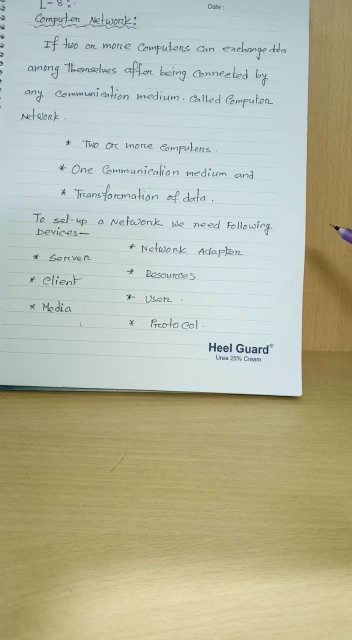 L-8:
Date:
Computer Network:
If two or more Computers Can exchange data
among themselves after being Connected by
any Communication medium. Called Computer
Network.
* Two or more Computers.
* One Communication medium and
* Transformation of data.
To set-up a Network We need Following
Devices—
* Server
* Client
* Media
* Network Adapter
* Resources
* User.
* Protocol.
Heel Guard®
Urea 25% Cream